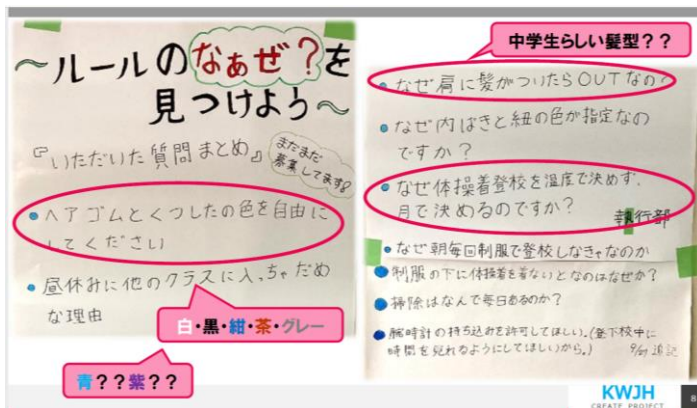 ～ルールのなぁぜ？を
見つけよう～
『いただいた質問まとめ』
まだまだ
募集してます!
• ヘアゴムとくつしたの色を自由に
してください
• 昼休みに他のクラスに入っちゃだめ
な理由
白・黒・紺・茶・グレー
青？？紫？？
中学生らしい髪型？？
• なぜ肩に髪がついたらOUTなの?
• なぜ内ばきと紐の色が指定なの
ですか？
• なぜ体操着登校を温度で決めず、
月で決めるのですか？
執行部
• なぜ朝毎回制服で登校しなきゃなのか
• 制服の下に体操着を着ないとなのはなぜか？
• 掃除はなんで毎日あるのか？
• 腕時計の持ち込みを許可してほしい。(登下校中に
時間を見れるようにしてほしいから。)
追記
KWJH
CREATE PROJECT